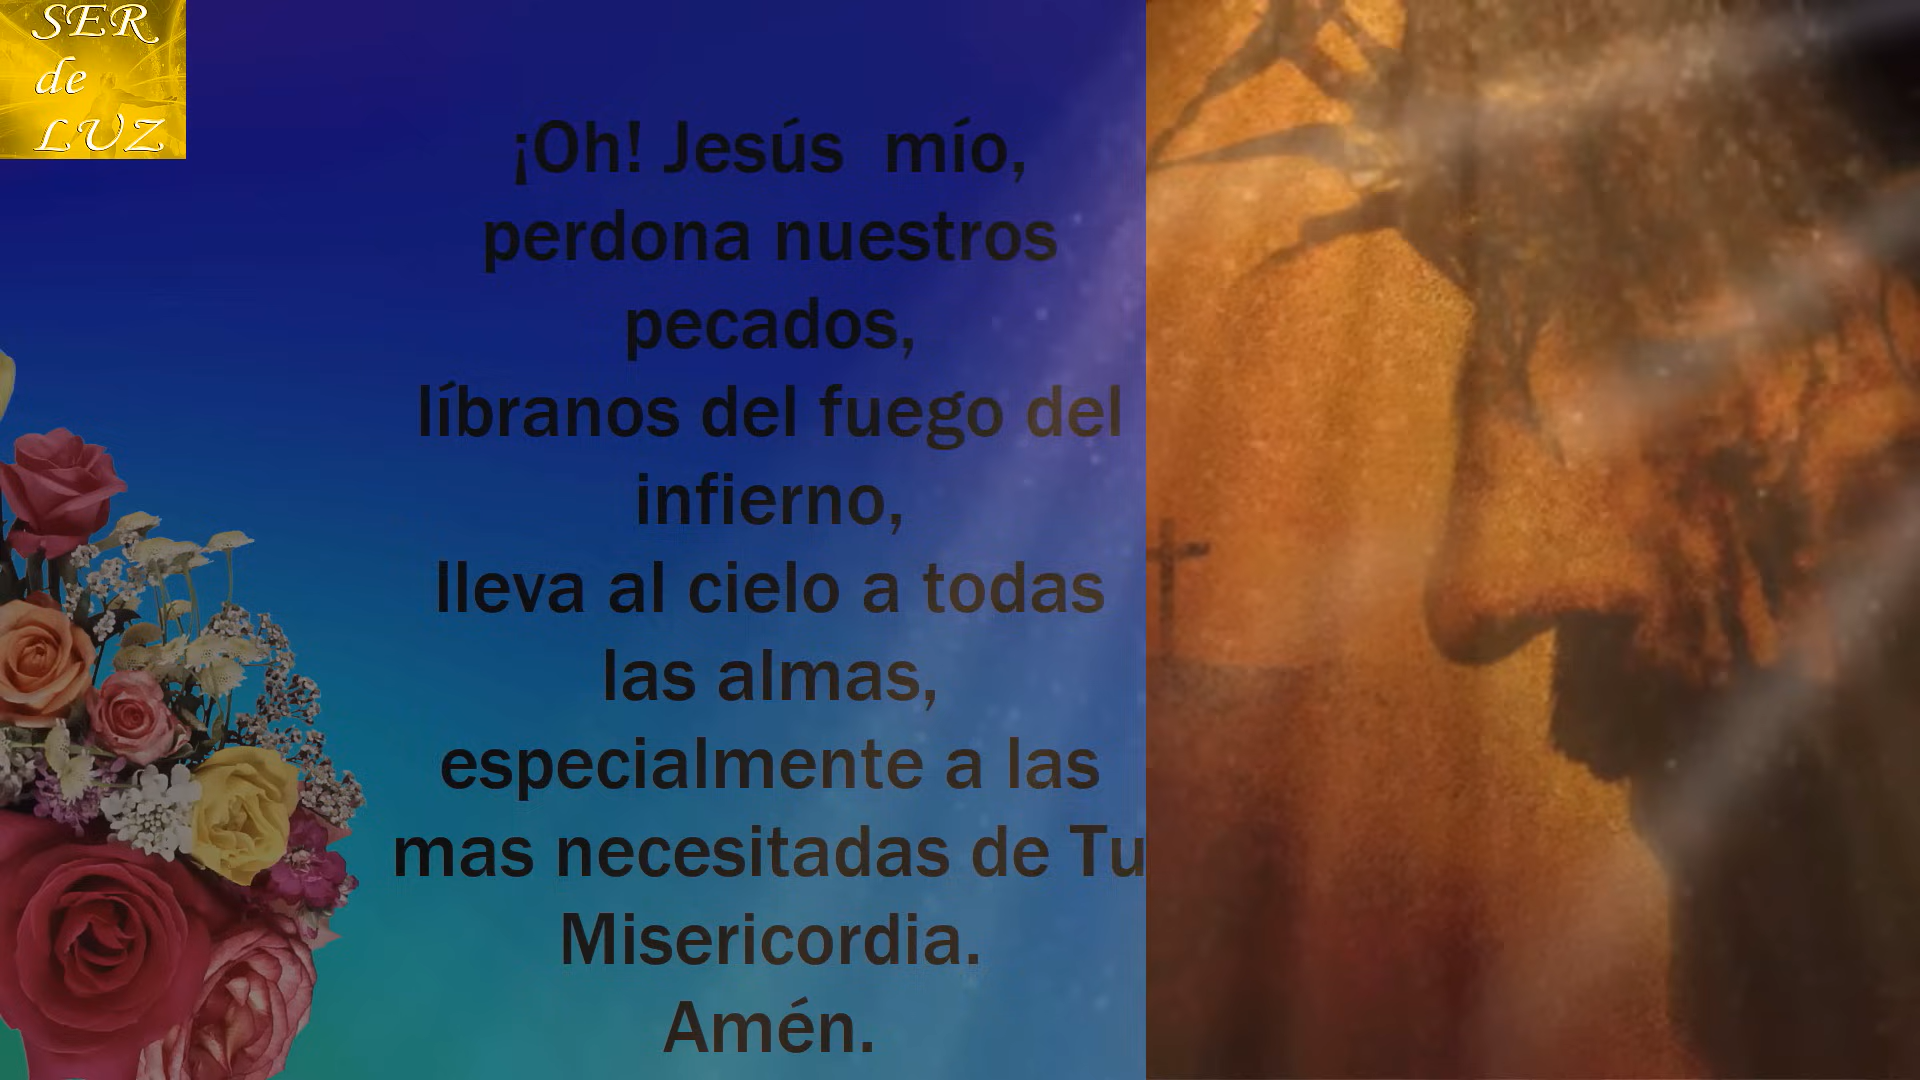 SER
de
LUZ
¡Oh! Jesús  mío,
perdona nuestros
pecados,
líbranos del fuego del
infierno,
lleva al cielo a todas
las almas,
especialmente a las
mas necesitadas de Tu
Misericordia.
Amén.